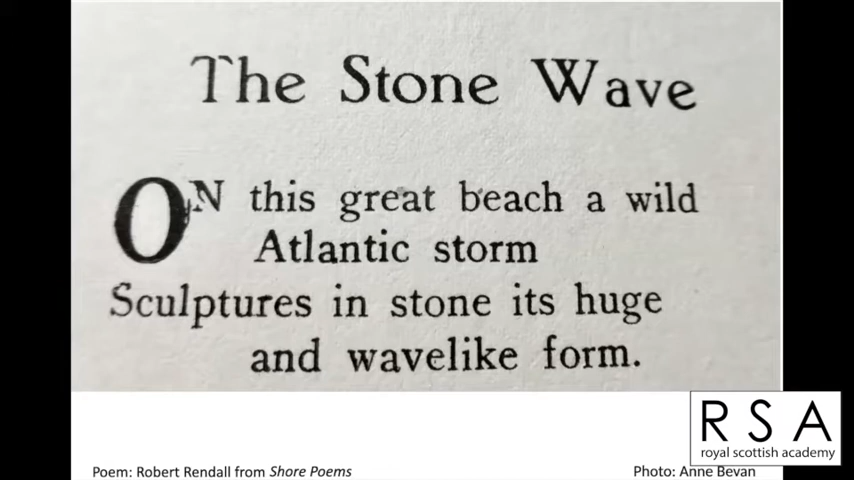 The Stone Wave
ON this great beach a wild
Atlantic storm
Sculptures in stone its huge
and wavelike form.
RSA
royal scottish academy
Poem: Robert Rendall from Shore Poems
Photo: Anne Bevan